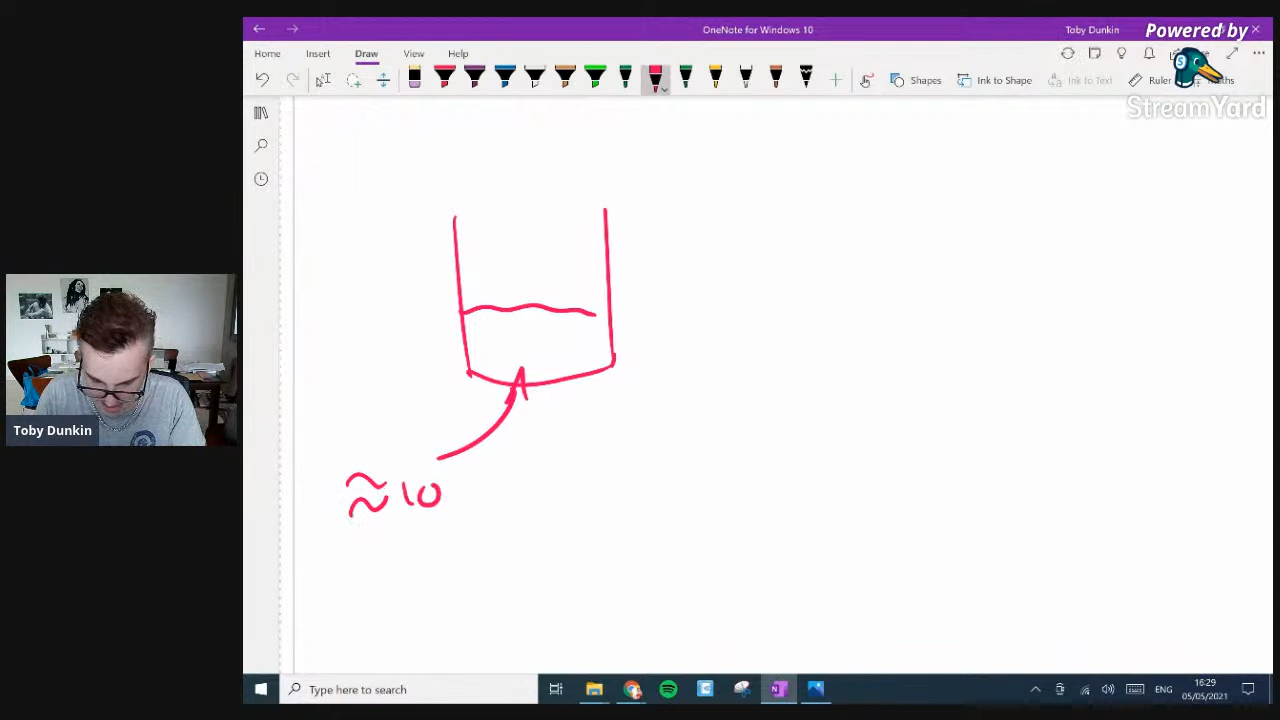 OneNote for Windows 10
Toby Dunkin
Powered by
StreamYard
Home Insert Draw View Help
Shapes Ink to Shape Ink to Text Ruler
≈10
Toby Dunkin
Type here to search
ENG
16:29
05/05/2021